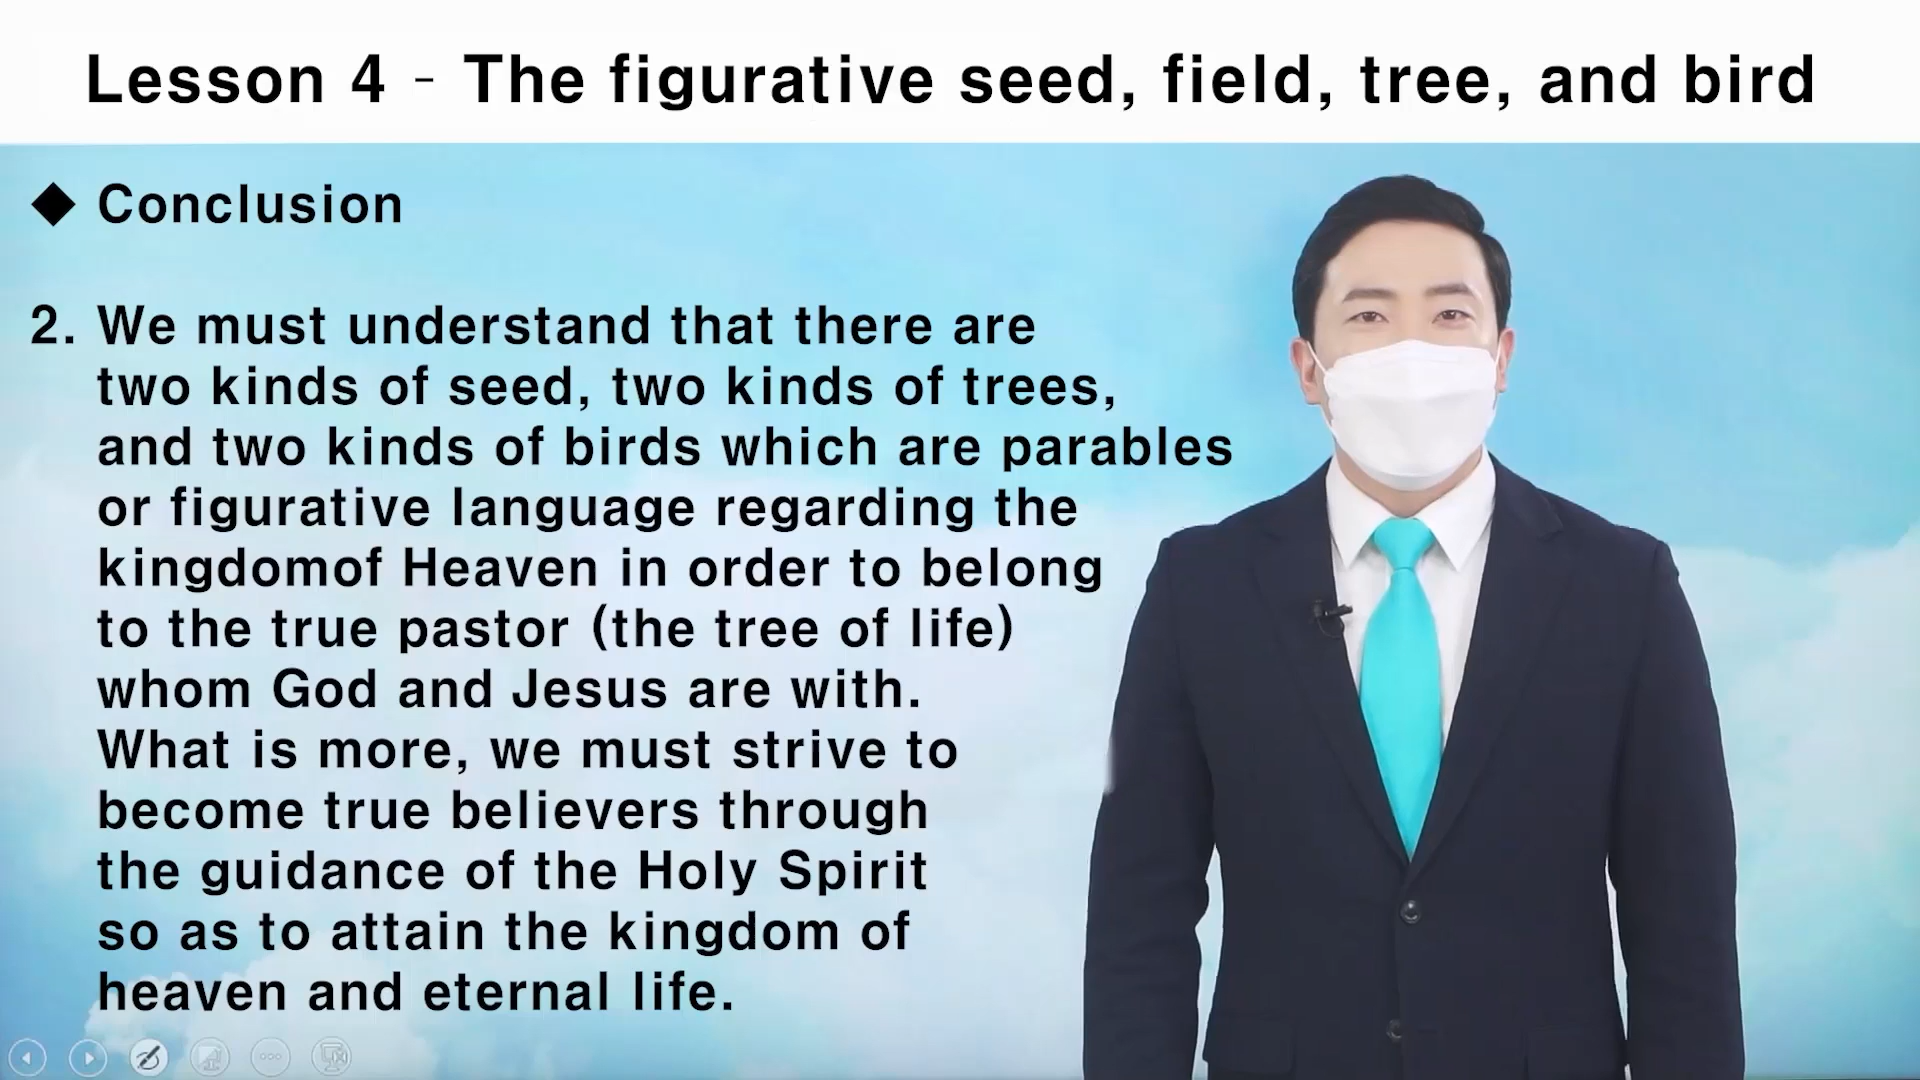 Lesson 4 - The figurative seed, field, tree, and bird
◆ Conclusion
2. We must understand that there are
two kinds of seed, two kinds of trees,
and two kinds of birds which are parables
or figurative language regarding the
kingdomof Heaven in order to belong
to the true pastor (the tree of life)
whom God and Jesus are with.
What is more, we must strive to
become true believers through
the guidance of the Holy Spirit
so as to attain the kingdom of
heaven and eternal life.